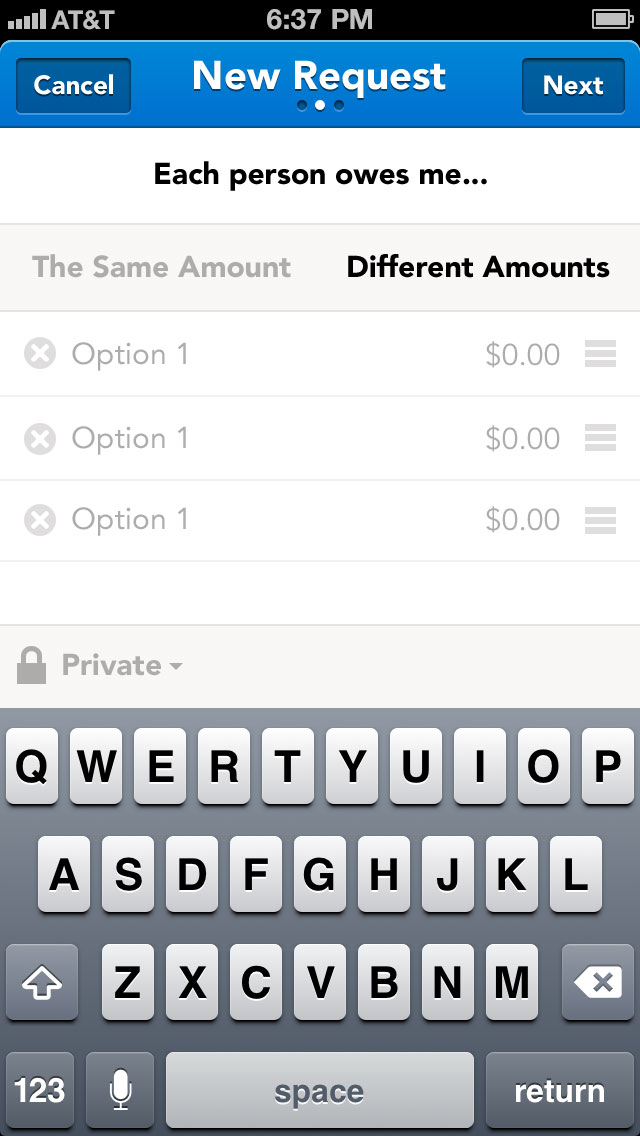 AT&T 6:37 PM
Cancel New Request Next
Each person owes me...
The Same Amount Different Amounts
Option 1 $0.00
Option 1 $0.00
Option 1 $0.00
Private
Q W E R T Y U I O P
A S D F G H J K L
Z X C V B N M
123 space return